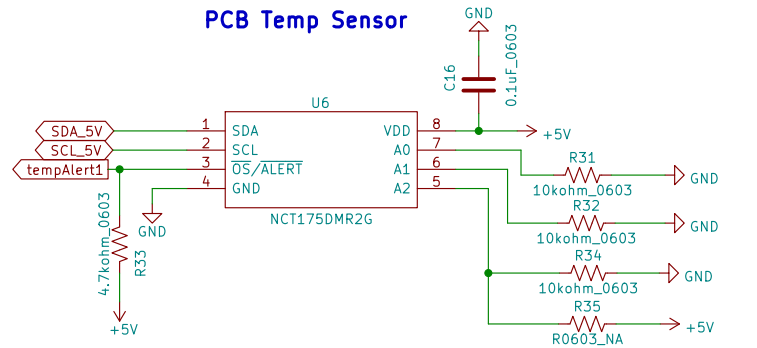 PCB Temp Sensor
GND
C16
0.1uF_0603
U6
SDA_5V
1
SDA
VDD
8
+5V
SCL_5V
2
SCL
A0
7
tempAlert1
3
OS/ALERT
A1
6
4
GND
A2
5
GND
NCT175DMR2G
R31
10kohm_0603
GND
R32
10kohm_0603
GND
R34
10kohm_0603
GND
R35
R0603_NA
+5V
4.7kohm_0603
R33
+5V